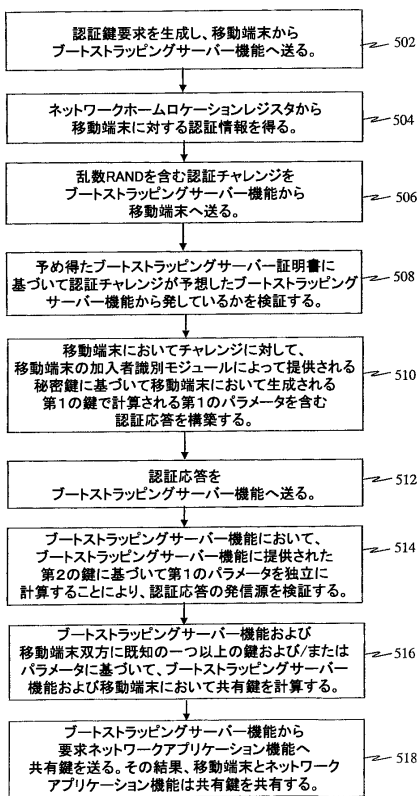 認証鍵要求を生成し、移動端末から
ブートストラッピングサーバー機能へ送る。
502
ネットワークホームロケーションレジスタから
移動端末に対する認証情報を得る。
504
乱数RANDを含む認証チャレンジを
ブートストラッピングサーバー機能から
移動端末へ送る。
506
予め得たブートストラッピングサーバー証明書に
基づいて認証チャレンジが予想したブートストラッピング
サーバー機能から発しているかを検証する。
508
移動端末においてチャレンジに対して、
移動端末の加入者識別モジュールによって提供される
秘密鍵に基づいて移動端末において生成される
第1の鍵で計算される第1のパラメータを含む
認証応答を構築する。
510
認証応答を
ブートストラッピングサーバー機能へ送る。
512
ブートストラッピングサーバー機能において、
ブートストラッピングサーバー機能に提供された
第2の鍵に基づいて第1のパラメータを独立に
計算することにより、認証応答の発信源を検証する。
514
ブートストラッピングサーバー機能および
移動端末双方に既知の一つ以上の鍵および/または
パラメータに基づいて、ブートストラッピングサーバー
機能および移動端末において共有鍵を計算する。
516
ブートストラッピングサーバー機能から
要求ネットワークアプリケーション機能へ
共有鍵を送る。その結果、移動端末とネットワーク
アプリケーション機能は共有鍵を共有する。
518